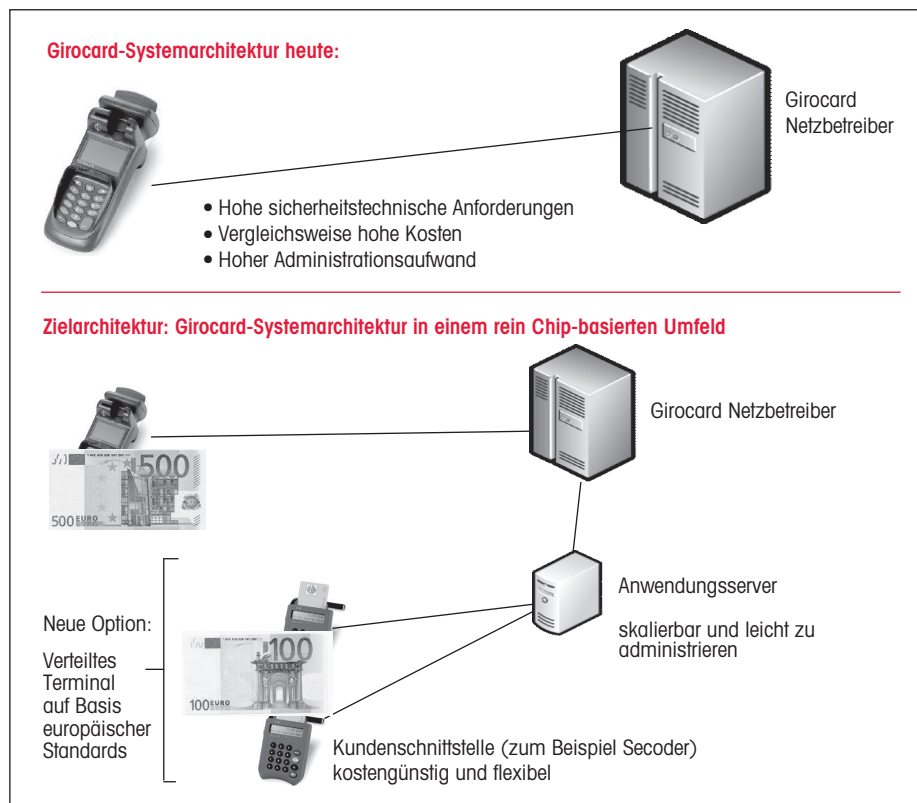 Girocard-Systemarchitektur heute:
Girocard
Netzbetreiber
• Hohe sicherheitstechnische Anforderungen
• Vergleichsweise hohe Kosten
• Hoher Administrationsaufwand
Zielarchitektur: Girocard-Systemarchitektur in einem rein Chip-basierten Umfeld
Girocard Netzbetreiber
500
500 EURO
Anwendungsserver
skalierbar und leicht zu
administrieren
Neue Option:
Verteiltes
Terminal
auf Basis
europäischer
Standards
100
100 EURO
Kundenschnittstelle (zum Beispiel Secoder)
kostengünstig und flexibel